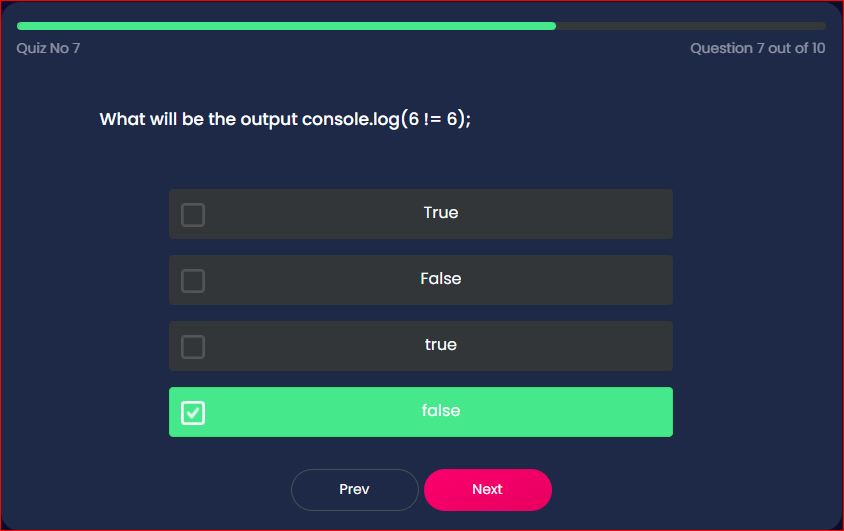 Quiz No 7
Question 7 out of 10
What will be the output console.log(6 != 6);
True
False
true
false
Prev
Next